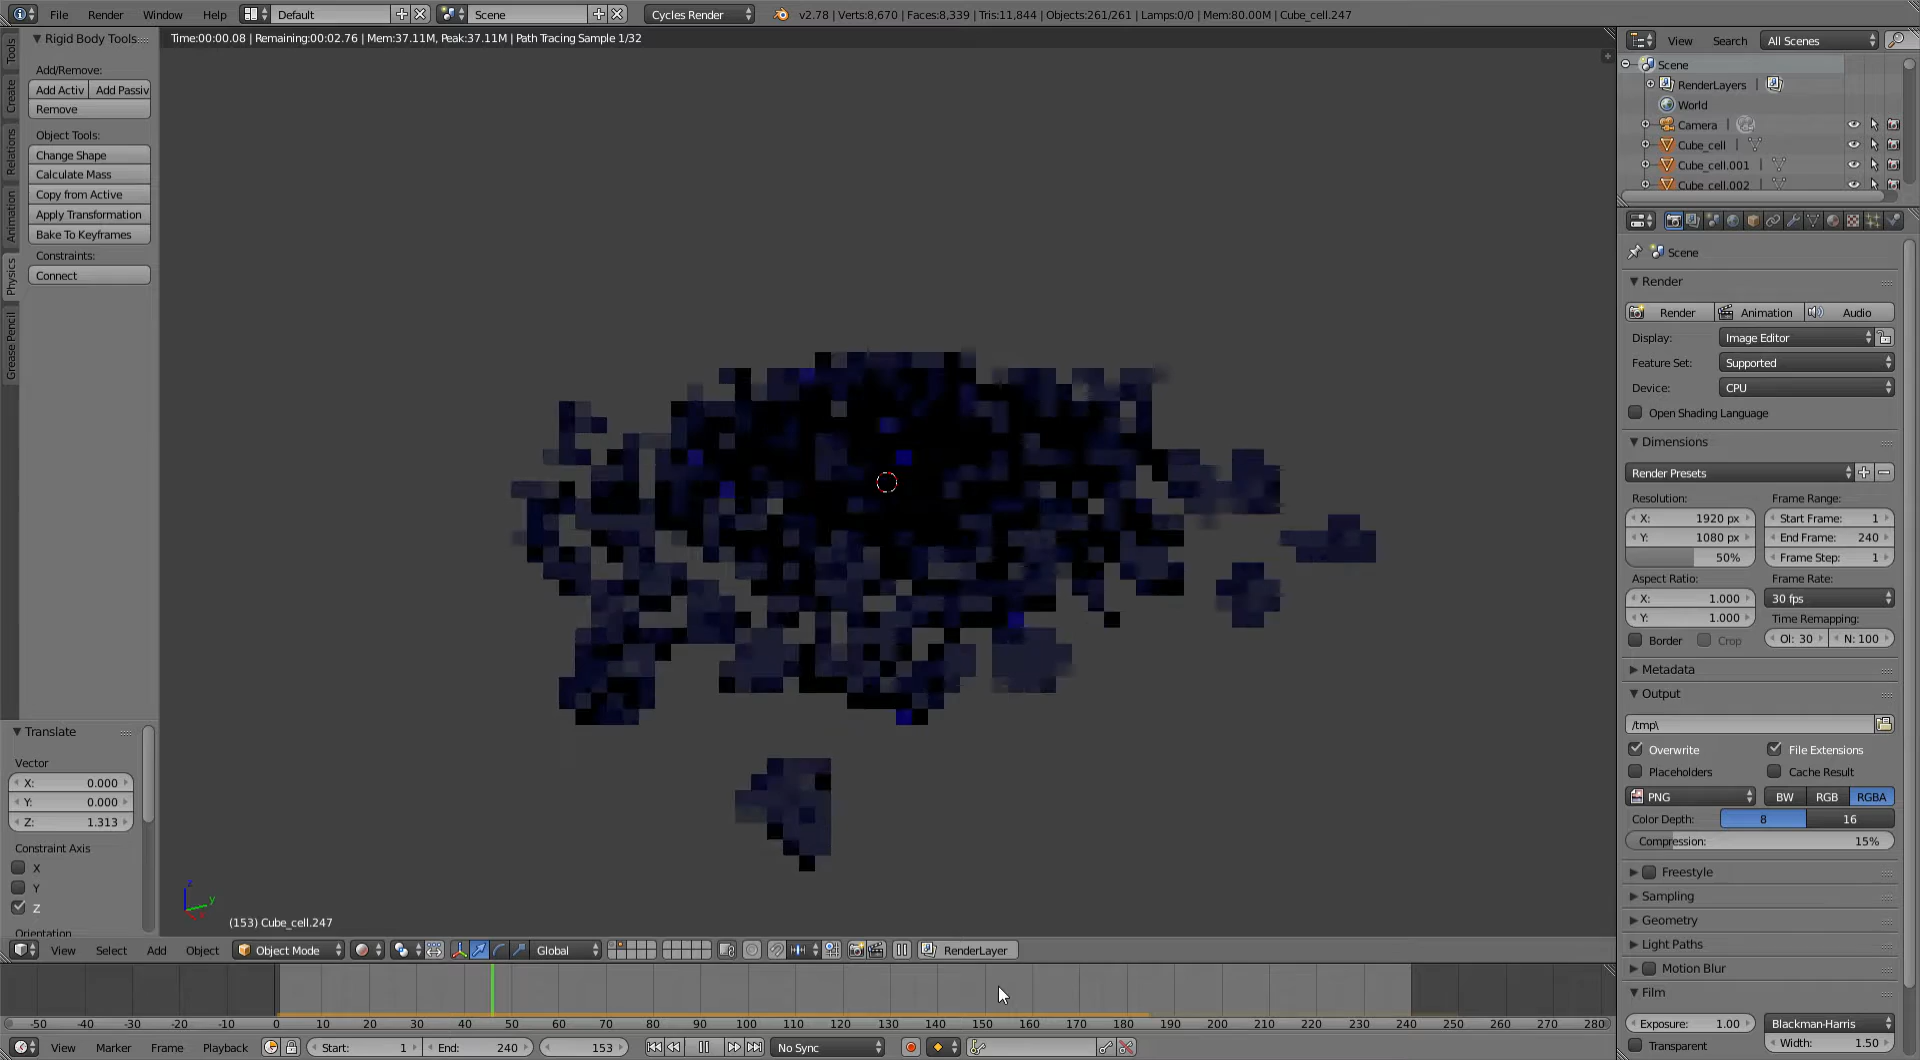 File Render Window Help Default Scene Cycles Render v2.78 | Verts:8,670 | Faces:8,339 | Tris:11,844 | Objects:261/261 | Lamps:0/0 | Mem:80.00M | Cube_cell.247
Time:00:00.08 | Remaining:00:02.76 | Mem:37.11M, Peak:37.11M | Path Tracing Sample 1/32
Tools
Create
Relations
Animation
Physics
Grease Pencil
Rigid Body Tools
Add/Remove:
Add Activ Add Passiv
Remove
Object Tools:
Change Shape
Calculate Mass
Copy from Active
Apply Transformation
Bake To Keyframes
Constraints:
Connect
Translate
Vector
X: 0.000
Y: 0.000
Z: 1.313
Constraint Axis
X
Y
Z
Orientation
z
y
(153) Cube_cell.247
View Select Add Object Object Mode Global RenderLayer
-50 -40 -30 -20 -10 0 10 20 30 40 50 60 70 80 90 100 110 120 130 140 150 160 170 180 190 200 210 220 230 240 250 260 270 280
View Marker Frame Playback Start: 1 End: 240 153 No Sync
View Search All Scenes
Scene
RenderLayers |
World
Camera |
Cube_cell |
Cube_cell.001 |
Cube_cell.002 |
Scene
Render
Render Animation Audio
Display: Image Editor
Feature Set: Supported
Device: CPU
Open Shading Language
Dimensions
Render Presets
Resolution: Frame Range:
X: 1920 px Start Frame: 1
Y: 1080 px End Frame: 240
50% Frame Step: 1
Aspect Ratio: Frame Rate:
X: 1.000 30 fps
Y: 1.000 Time Remapping:
Border Crop Ol: 30 N: 100
Metadata
Output
/tmp\
Overwrite File Extensions
Placeholders Cache Result
PNG BW RGB RGBA
Color Depth: 8 16
Compression: 15%
Freestyle
Sampling
Geometry
Light Paths
Motion Blur
Film
Exposure: 1.00 Blackman-Harris
Transparent Width: 1.50